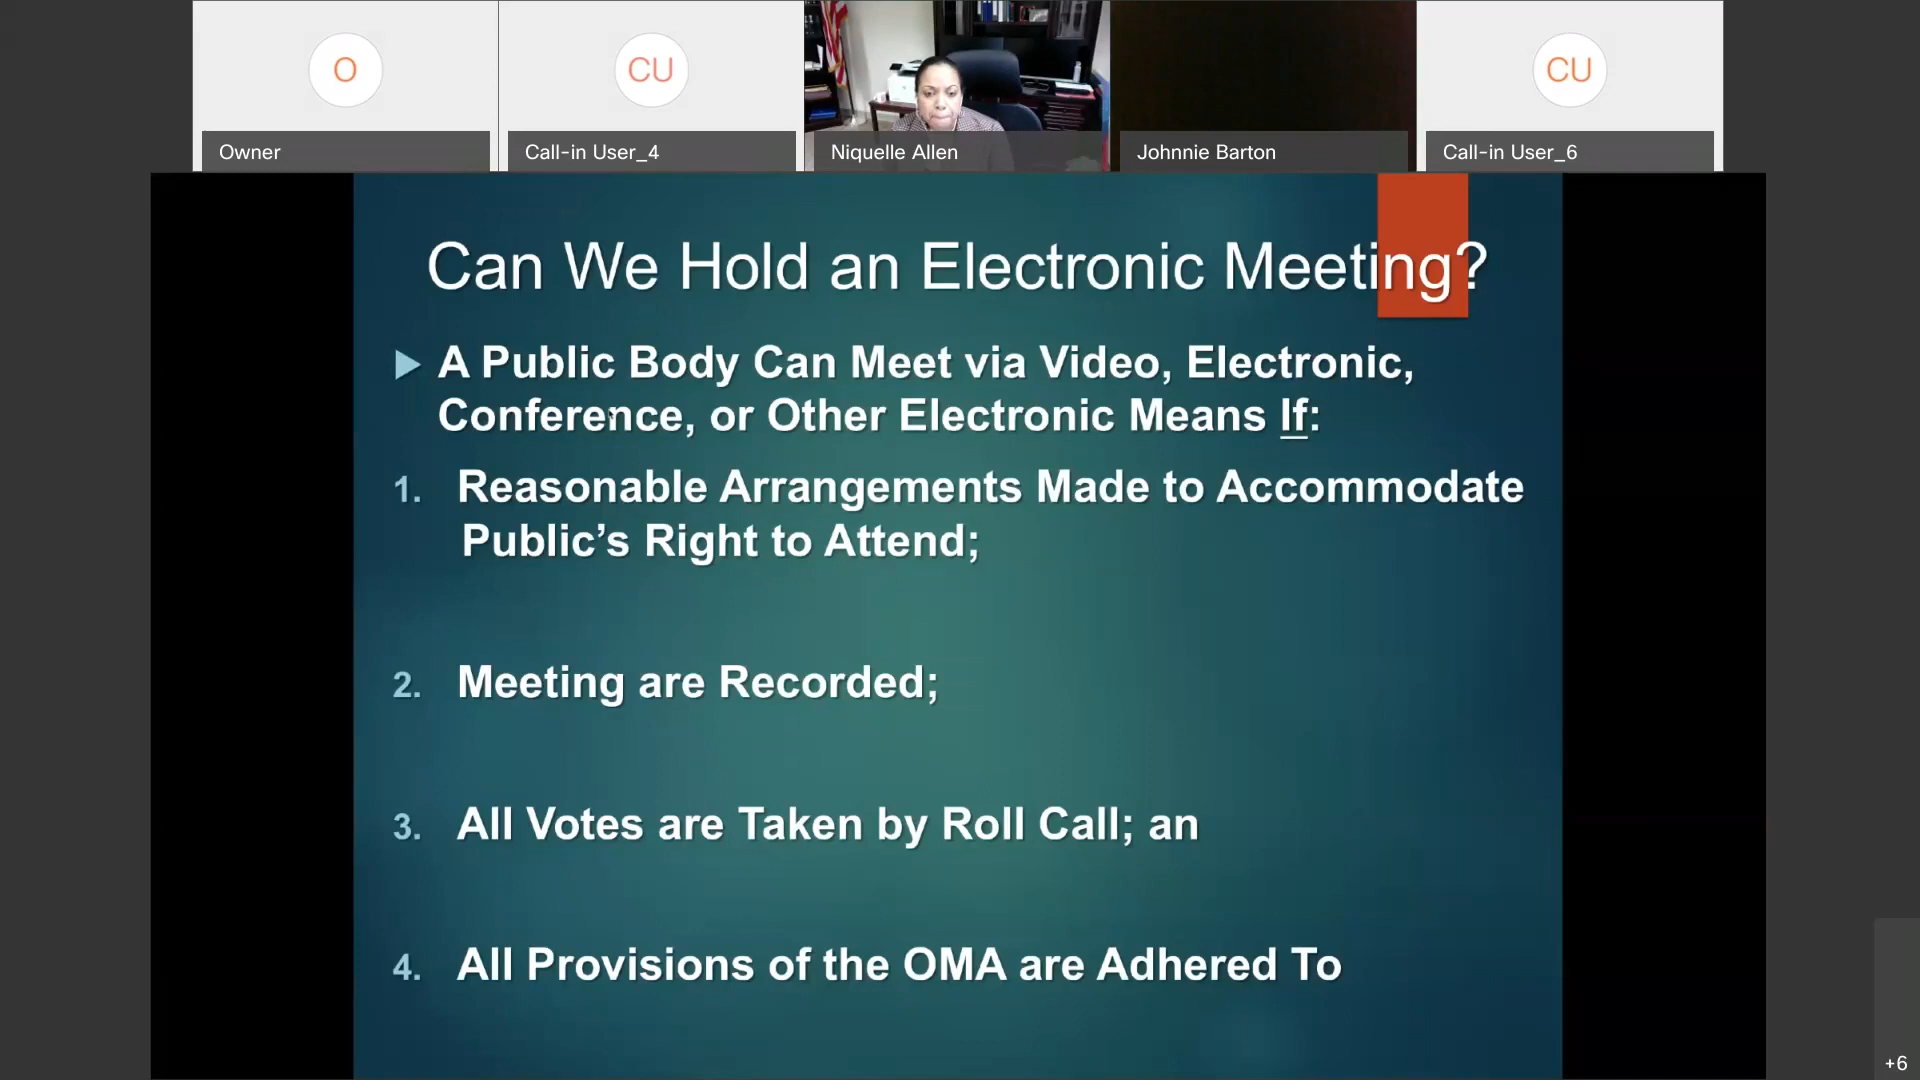 O
CU
CU
Owner
Call-in User_4
Niquelle Allen
Johnnie Barton
Call-in User_6
Can We Hold an Electronic Meeting?
A Public Body Can Meet via Video, Electronic,
Conference, or Other Electronic Means If:
1. Reasonable Arrangements Made to Accommodate
Public’s Right to Attend;
2. Meeting are Recorded;
3. All Votes are Taken by Roll Call; an
4. All Provisions of the OMA are Adhered To
+6